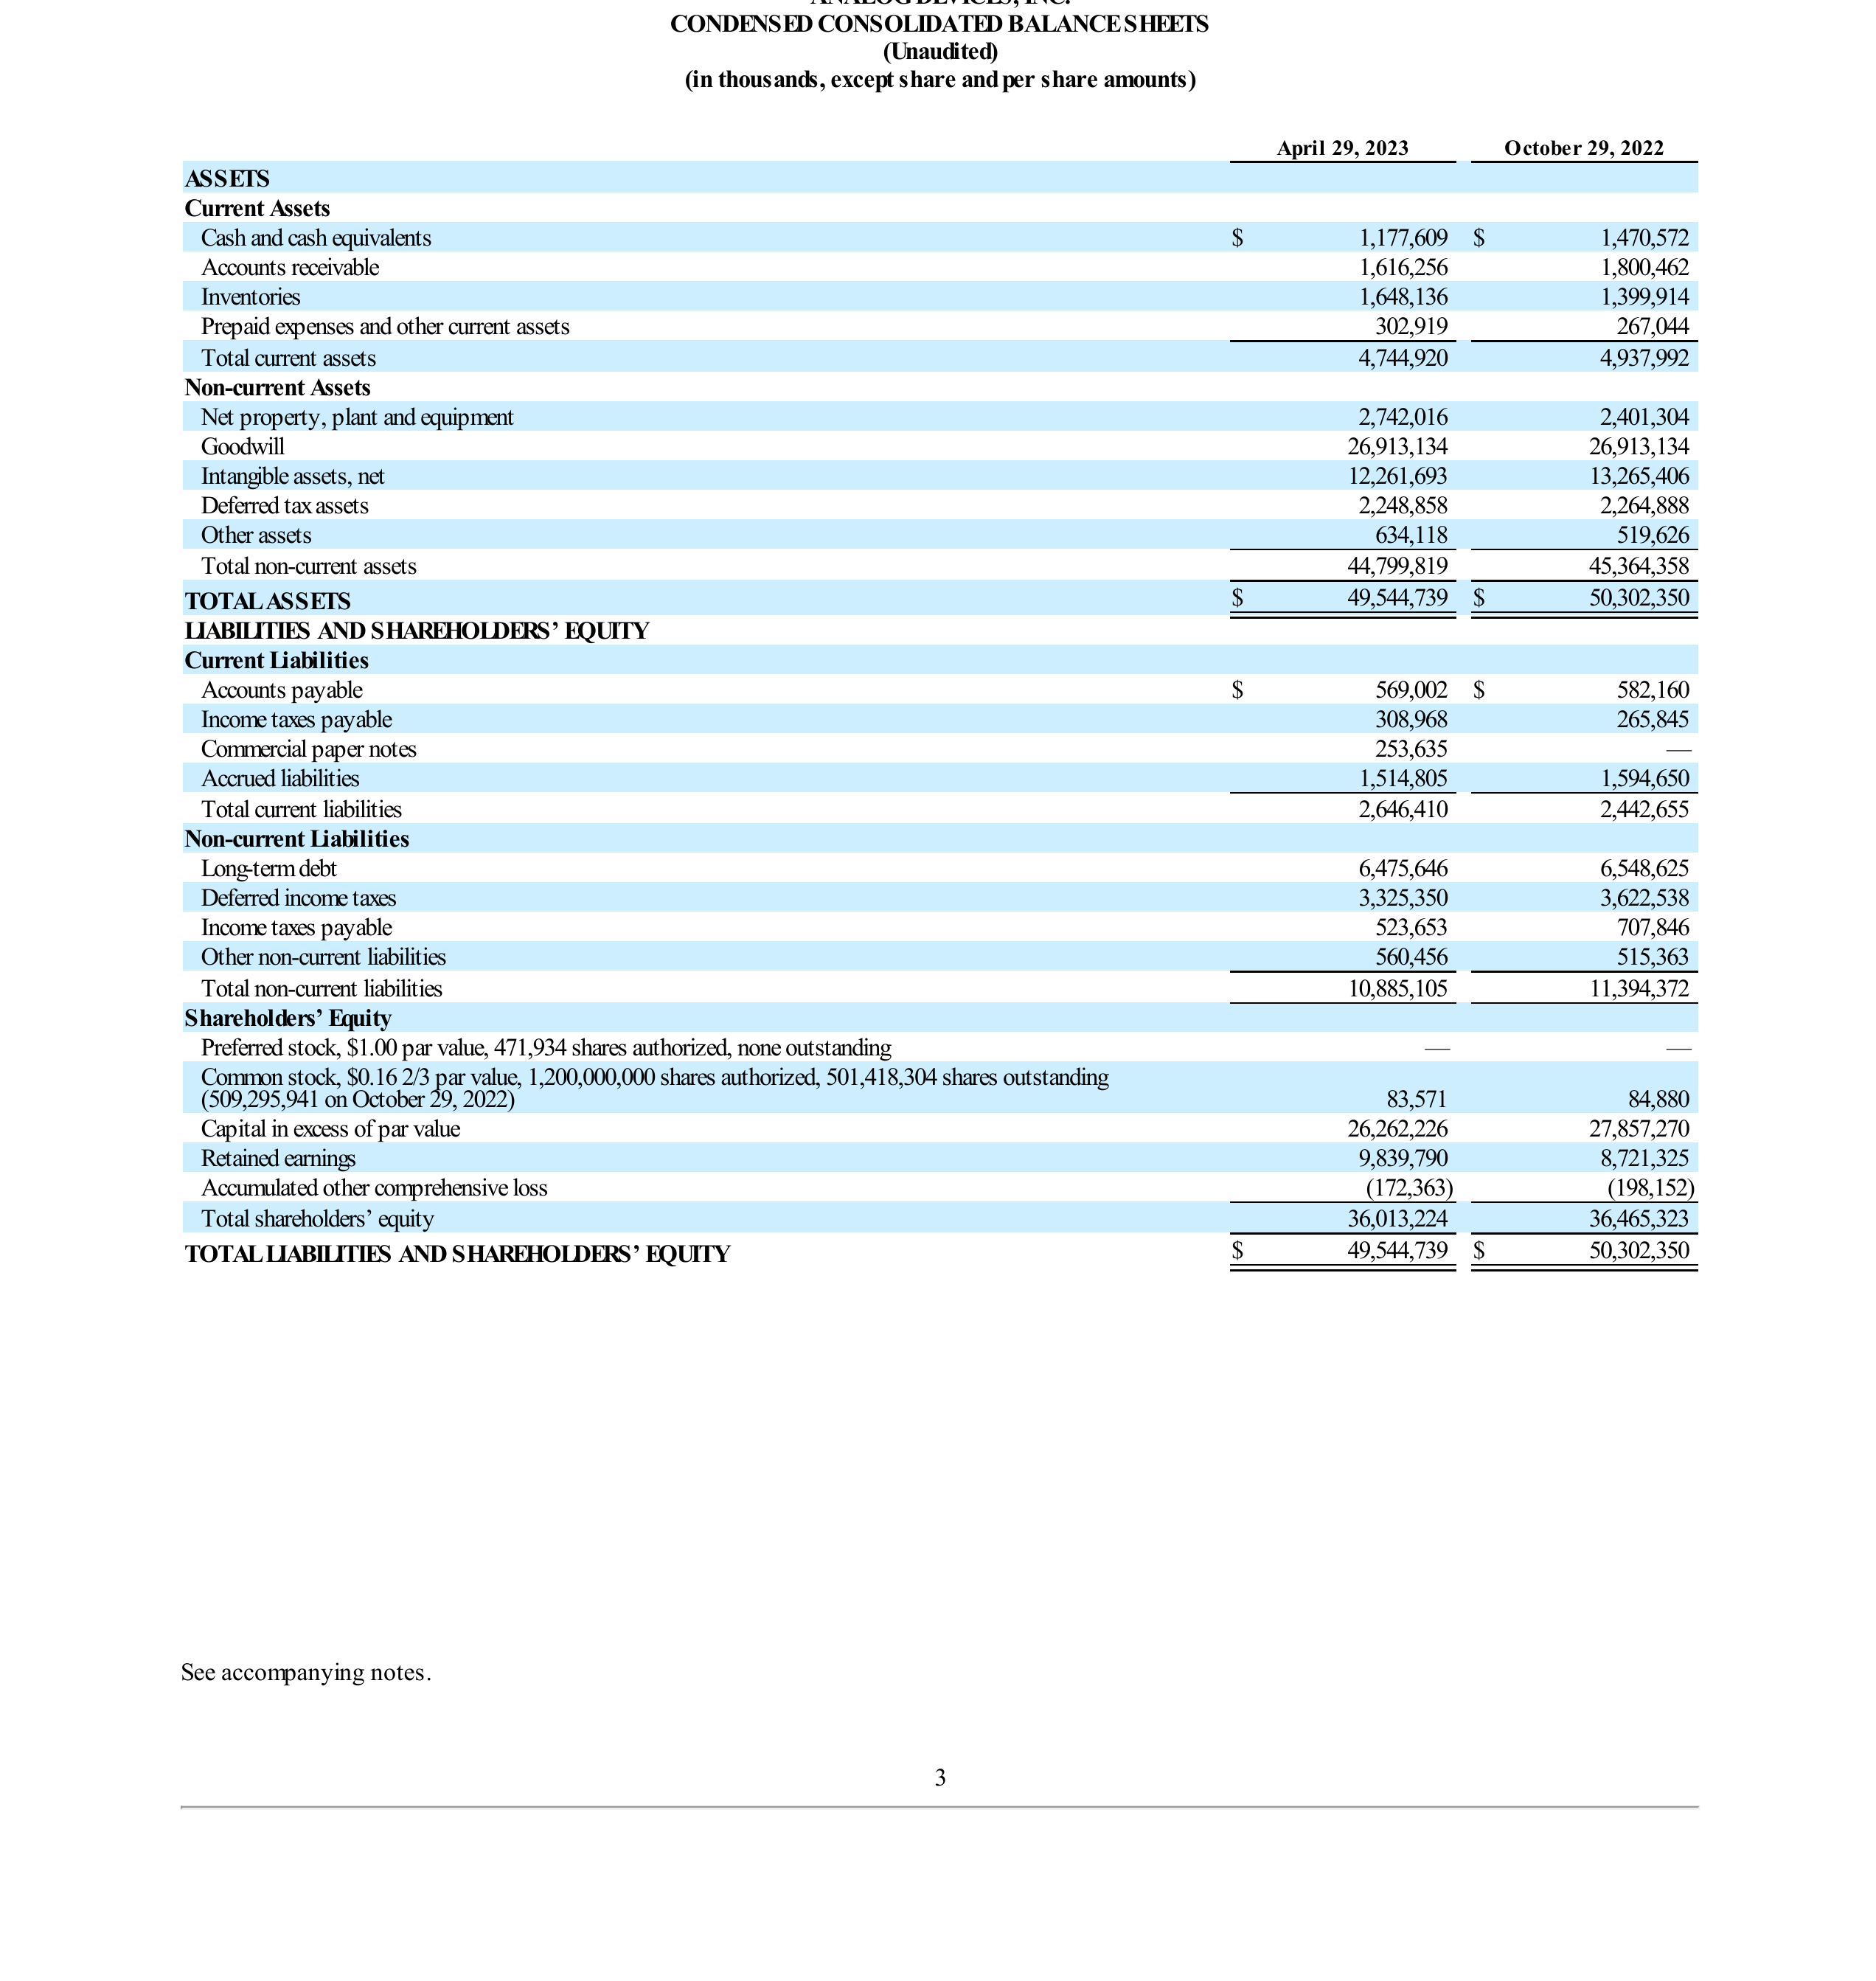 ANALOG DEVICES, INC.
CONDENSED CONSOLIDATED BALANCE SHEETS
(Unaudited)
(in thousands, except share and per share amounts)
April 29, 2023 October 29, 2022
ASSETS
Current Assets
Cash and cash equivalents $ 1,177,609 $ 1,470,572
Accounts receivable 1,616,256 1,800,462
Inventories 1,648,136 1,399,914
Prepaid expenses and other current assets 302,919 267,044
Total current assets 4,744,920 4,937,992
Non-current Assets
Net property, plant and equipment 2,742,016 2,401,304
Goodwill 26,913,134 26,913,134
Intangible assets, net 12,261,693 13,265,406
Deferred tax assets 2,248,858 2,264,888
Other assets 634,118 519,626
Total non-current assets 44,799,819 45,364,358
TOTAL ASSETS $ 49,544,739 $ 50,302,350
LIABILITIES AND SHAREHOLDERS’ EQUITY
Current Liabilities
Accounts payable $ 569,002 $ 582,160
Income taxes payable 308,968 265,845
Commercial paper notes 253,635 —
Accrued liabilities 1,514,805 1,594,650
Total current liabilities 2,646,410 2,442,655
Non-current Liabilities
Long-term debt 6,475,646 6,548,625
Deferred income taxes 3,325,350 3,622,538
Income taxes payable 523,653 707,846
Other non-current liabilities 560,456 515,363
Total non-current liabilities 10,885,105 11,394,372
Shareholders’ Equity
Preferred stock, $1.00 par value, 471,934 shares authorized, none outstanding — —
Common stock, $0.16 2/3 par value, 1,200,000,000 shares authorized, 501,418,304 shares outstanding
(509,295,941 on October 29, 2022) 83,571 84,880
Capital in excess of par value 26,262,226 27,857,270
Retained earnings 9,839,790 8,721,325
Accumulated other comprehensive loss (172,363) (198,152)
Total shareholders’ equity 36,013,224 36,465,323
TOTAL LIABILITIES AND SHAREHOLDERS’ EQUITY $ 49,544,739 $ 50,302,350
See accompanying notes.
3